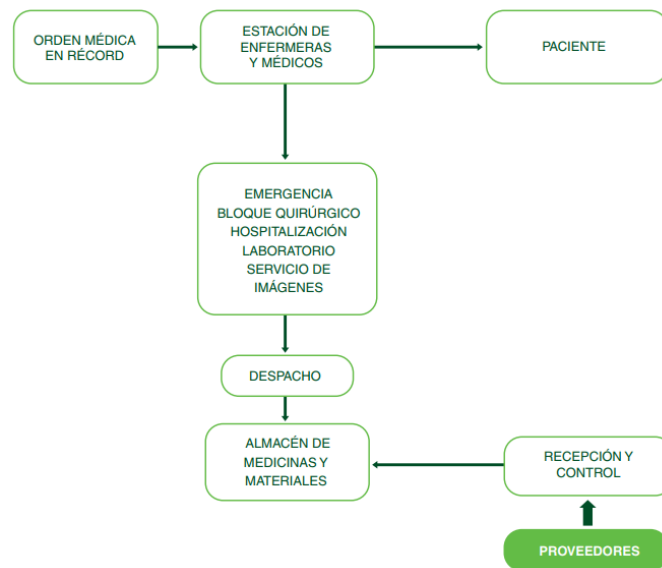 ORDEN MÉDICA
EN RÉCORD
ESTACIÓN DE
ENFERMERAS
Y MÉDICOS
PACIENTE
EMERGENCIA
BLOQUE QUIRÚRGICO
HOSPITALIZACIÓN
LABORATORIO
SERVICIO DE
IMÁGENES
DESPACHO
ALMACÉN DE
MEDICINAS Y
MATERIALES
RECEPCIÓN Y
CONTROL
PROVEEDORES